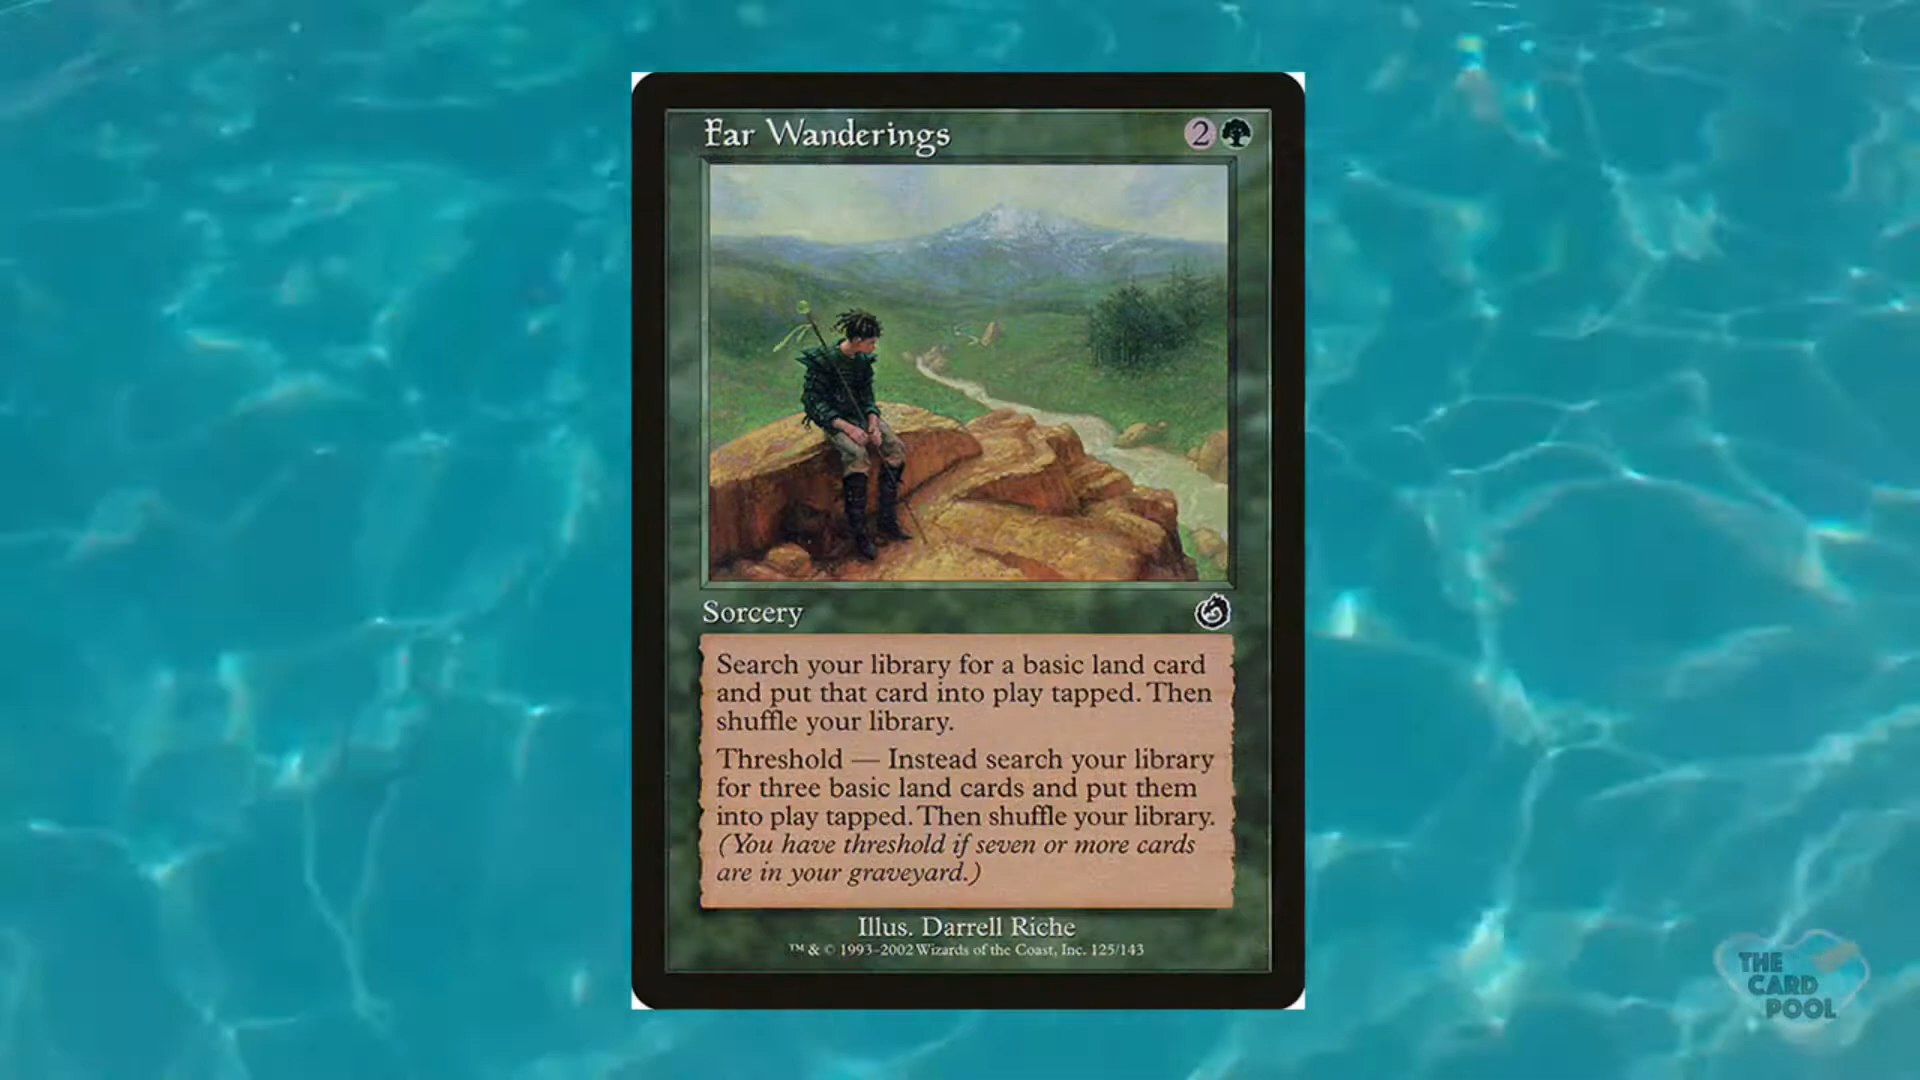 Far Wanderings
2
Sorcery
Search your library for a basic land card
and put that card into play tapped. Then
shuffle your library.
Threshold — Instead search your library
for three basic land cards and put them
into play tapped. Then shuffle your library.
(You have threshold if seven or more cards
are in your graveyard.)
Illus. Darrell Riche
™ & © 1993–2002 Wizards of the Coast, Inc. 125/143
THE
CARD
POOL